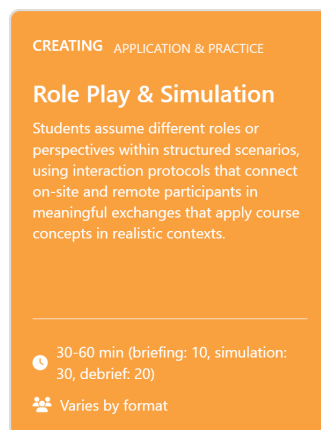 CREATING APPLICATION & PRACTICE
Role Play & Simulation
Students assume different roles or
perspectives within structured scenarios,
using interaction protocols that connect
on-site and remote participants in
meaningful exchanges that apply course
concepts in realistic contexts.
30-60 min (briefing: 10, simulation:
30, debrief: 20)
Varies by format